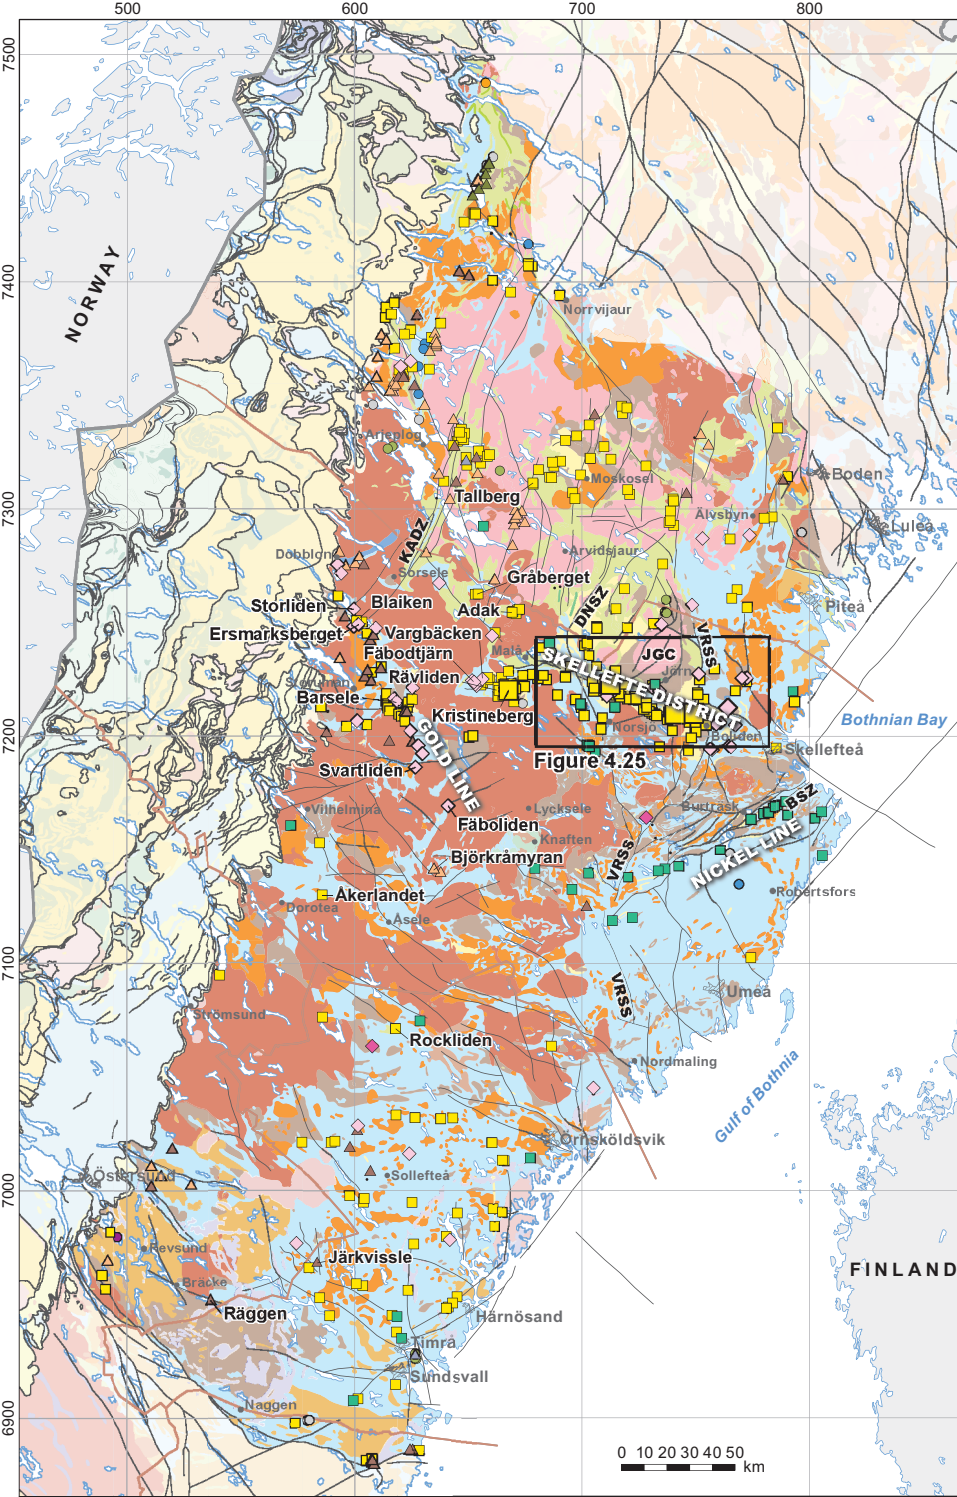 500 600 700 800
7500
NORWAY
7400
Norrvijaur
Arjeplog
Moskosel
Boden
7300
Tallberg
Älvsbyn
Luleå
KADZ
Arvidsjaur
Döbblon
Sorsele
Gråberget
DNSZ
Storliden
Blaiken
Adak
Piteå
Ersmarksberget
Vargbäcken
VRSS
Fäbodtjärn
Malå
JGC
SKELLEFTE DISTRICT
Jörn
Storuman
Rävliden
Barsele
Kristineberg
Norsjö
Boliden
Bothnian Bay
7200
GOLD LINE
Skellefteå
Figure 4.25
Svartliden
BSZ
Vilhelmina
Lycksele
Burträsk
Fäboliden
Knaften
NICKEL LINE
VRSS
Björkråmyran
Robertsfors
Åkerlandet
Dorotea
Åsele
7100
VRSS
Umeå
Strömsund
Rockliden
Nordmaling
Gulf of Bothnia
Örnsköldsvik
Östersund
Sollefteå
7000
Revsund
Järkvissle
FINLAND
Bräcke
Räggen
Härnösand
Timrå
Sundsvall
Naggen
6900
0 10 20 30 40 50
km